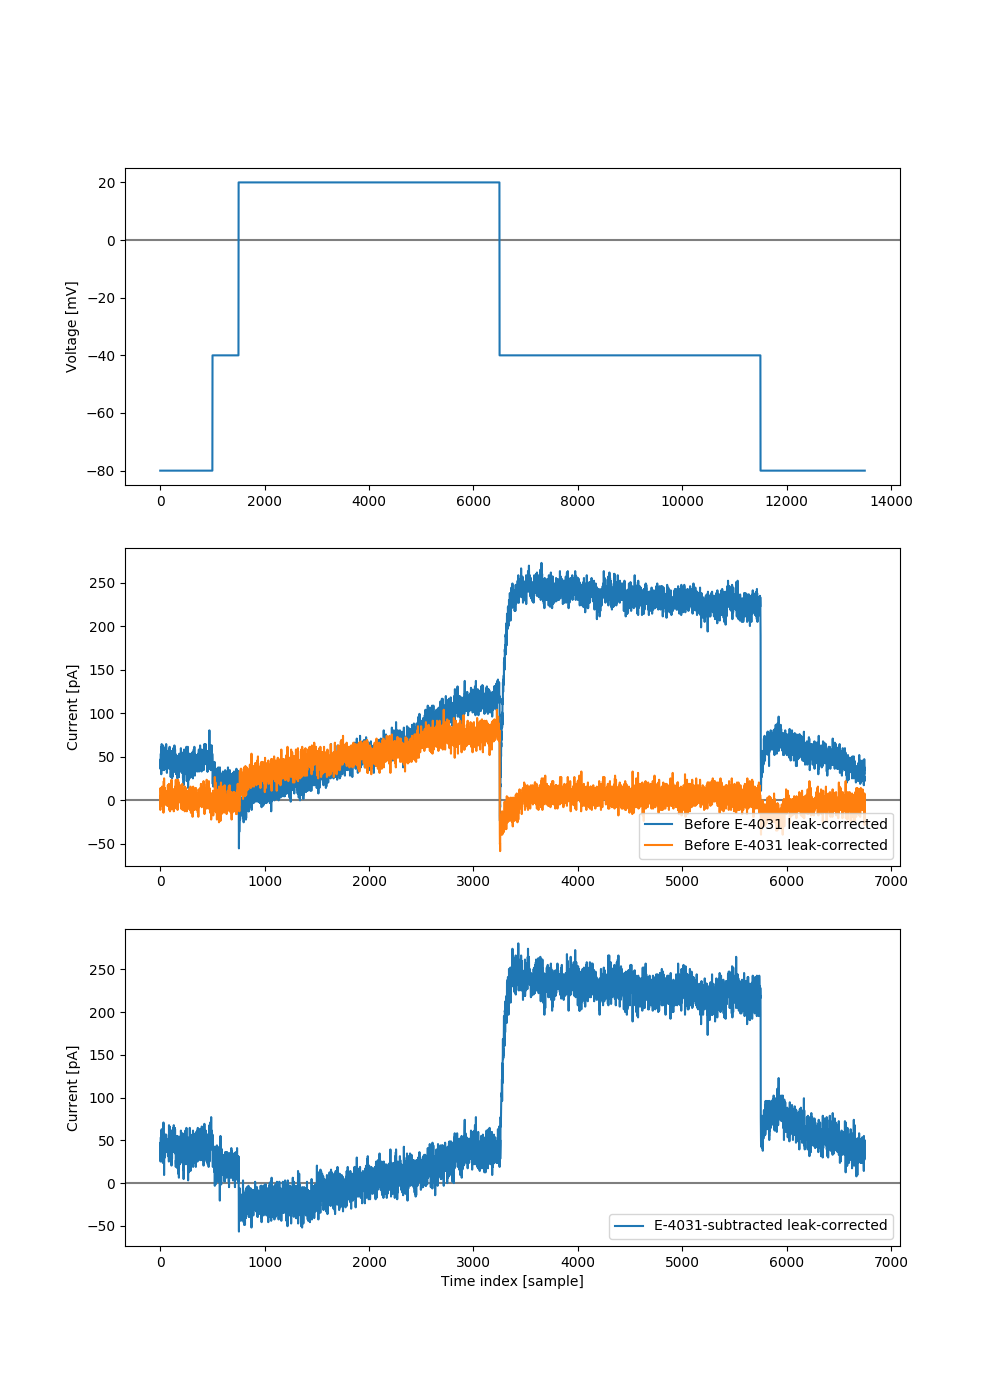 20
0
−20
−40
−60
−80
Voltage [mV]
0 2000 4000 6000 8000 10000 12000 14000
250
200
150
100
50
0
−50
Current [pA]
Before E-4031 leak-corrected
Before E-4031 leak-corrected
0 1000 2000 3000 4000 5000 6000 7000
250
200
150
100
50
0
−50
Current [pA]
E-4031-subtracted leak-corrected
0 1000 2000 3000 4000 5000 6000 7000
Time index [sample]